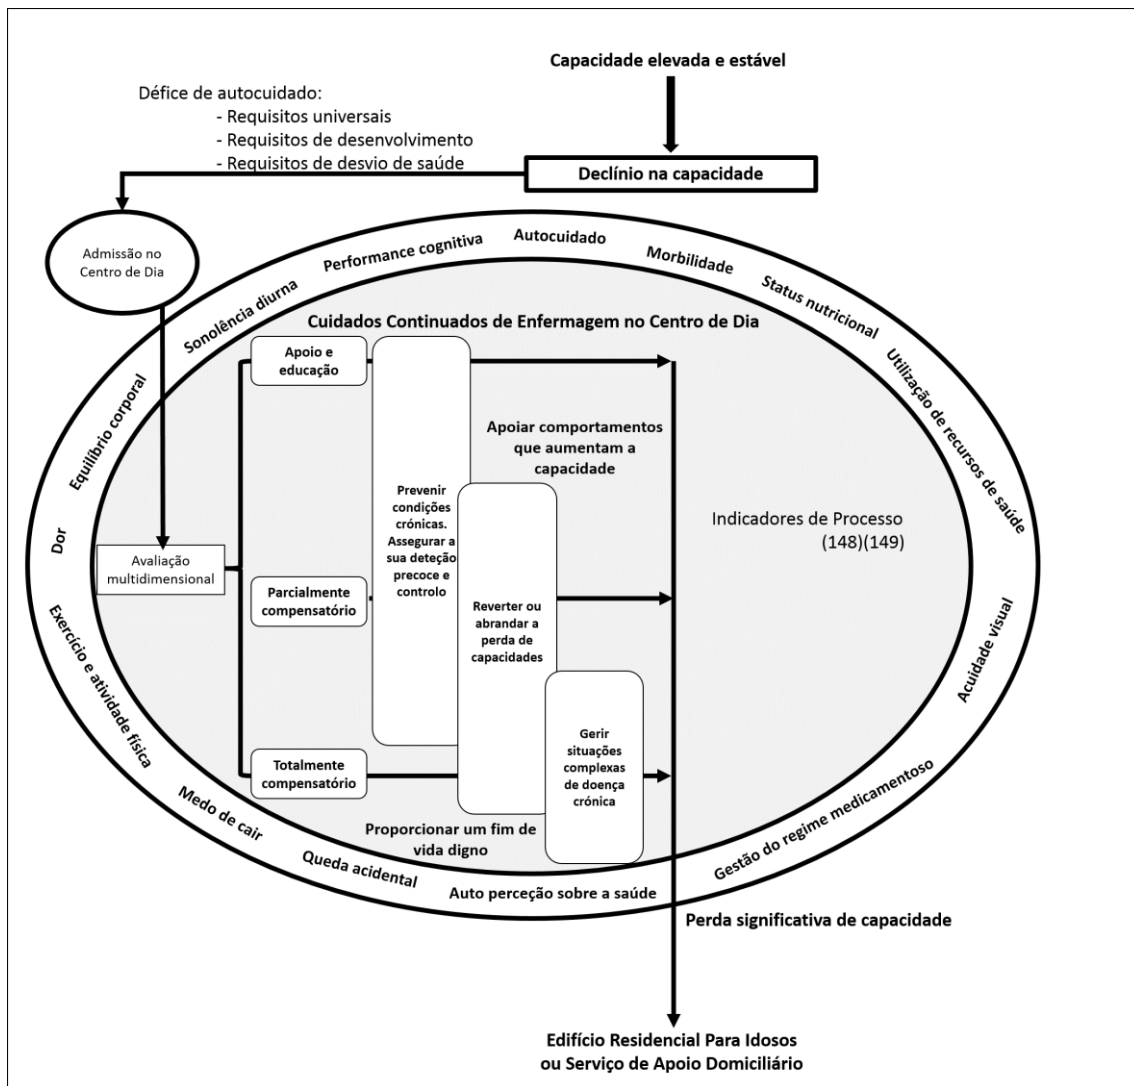 Capacidade elevada e estável
Défice de autocuidado:
- Requisitos universais
- Requisitos de desenvolvimento
- Requisitos de desvio de saúde
Declínio na capacidade
Admissão no
Centro de Dia
Dor
Equilíbrio corporal
Sonolência diurna
Performance cognitiva
Autocuidado
Morbilidade
Status nutricional
Utilização de recursos de saúde
Acuidade visual
Gestão do regime medicamentoso
Auto perceção sobre a saúde
Queda acidental
Medo de cair
Exercício e atividade física
Cuidados Continuados de Enfermagem no Centro de Dia
Avaliação
multidimensional
Apoio e
educação
Parcialmente
compensatório
Totalmente
compensatório
Prevenir
condições
crónicas.
Assegurar a
sua deteção
precoce e
controlo
Apoiar comportamentos
que aumentam a
capacidade
Reverter ou
abrandar a
perda de
capacidades
Gerir
situações
complexas
de doença
crónica
Proporcionar um fim de
vida digno
Indicadores de Processo
(148)(149)
Perda significativa de capacidade
Edifício Residencial Para Idosos
ou Serviço de Apoio Domiciliário